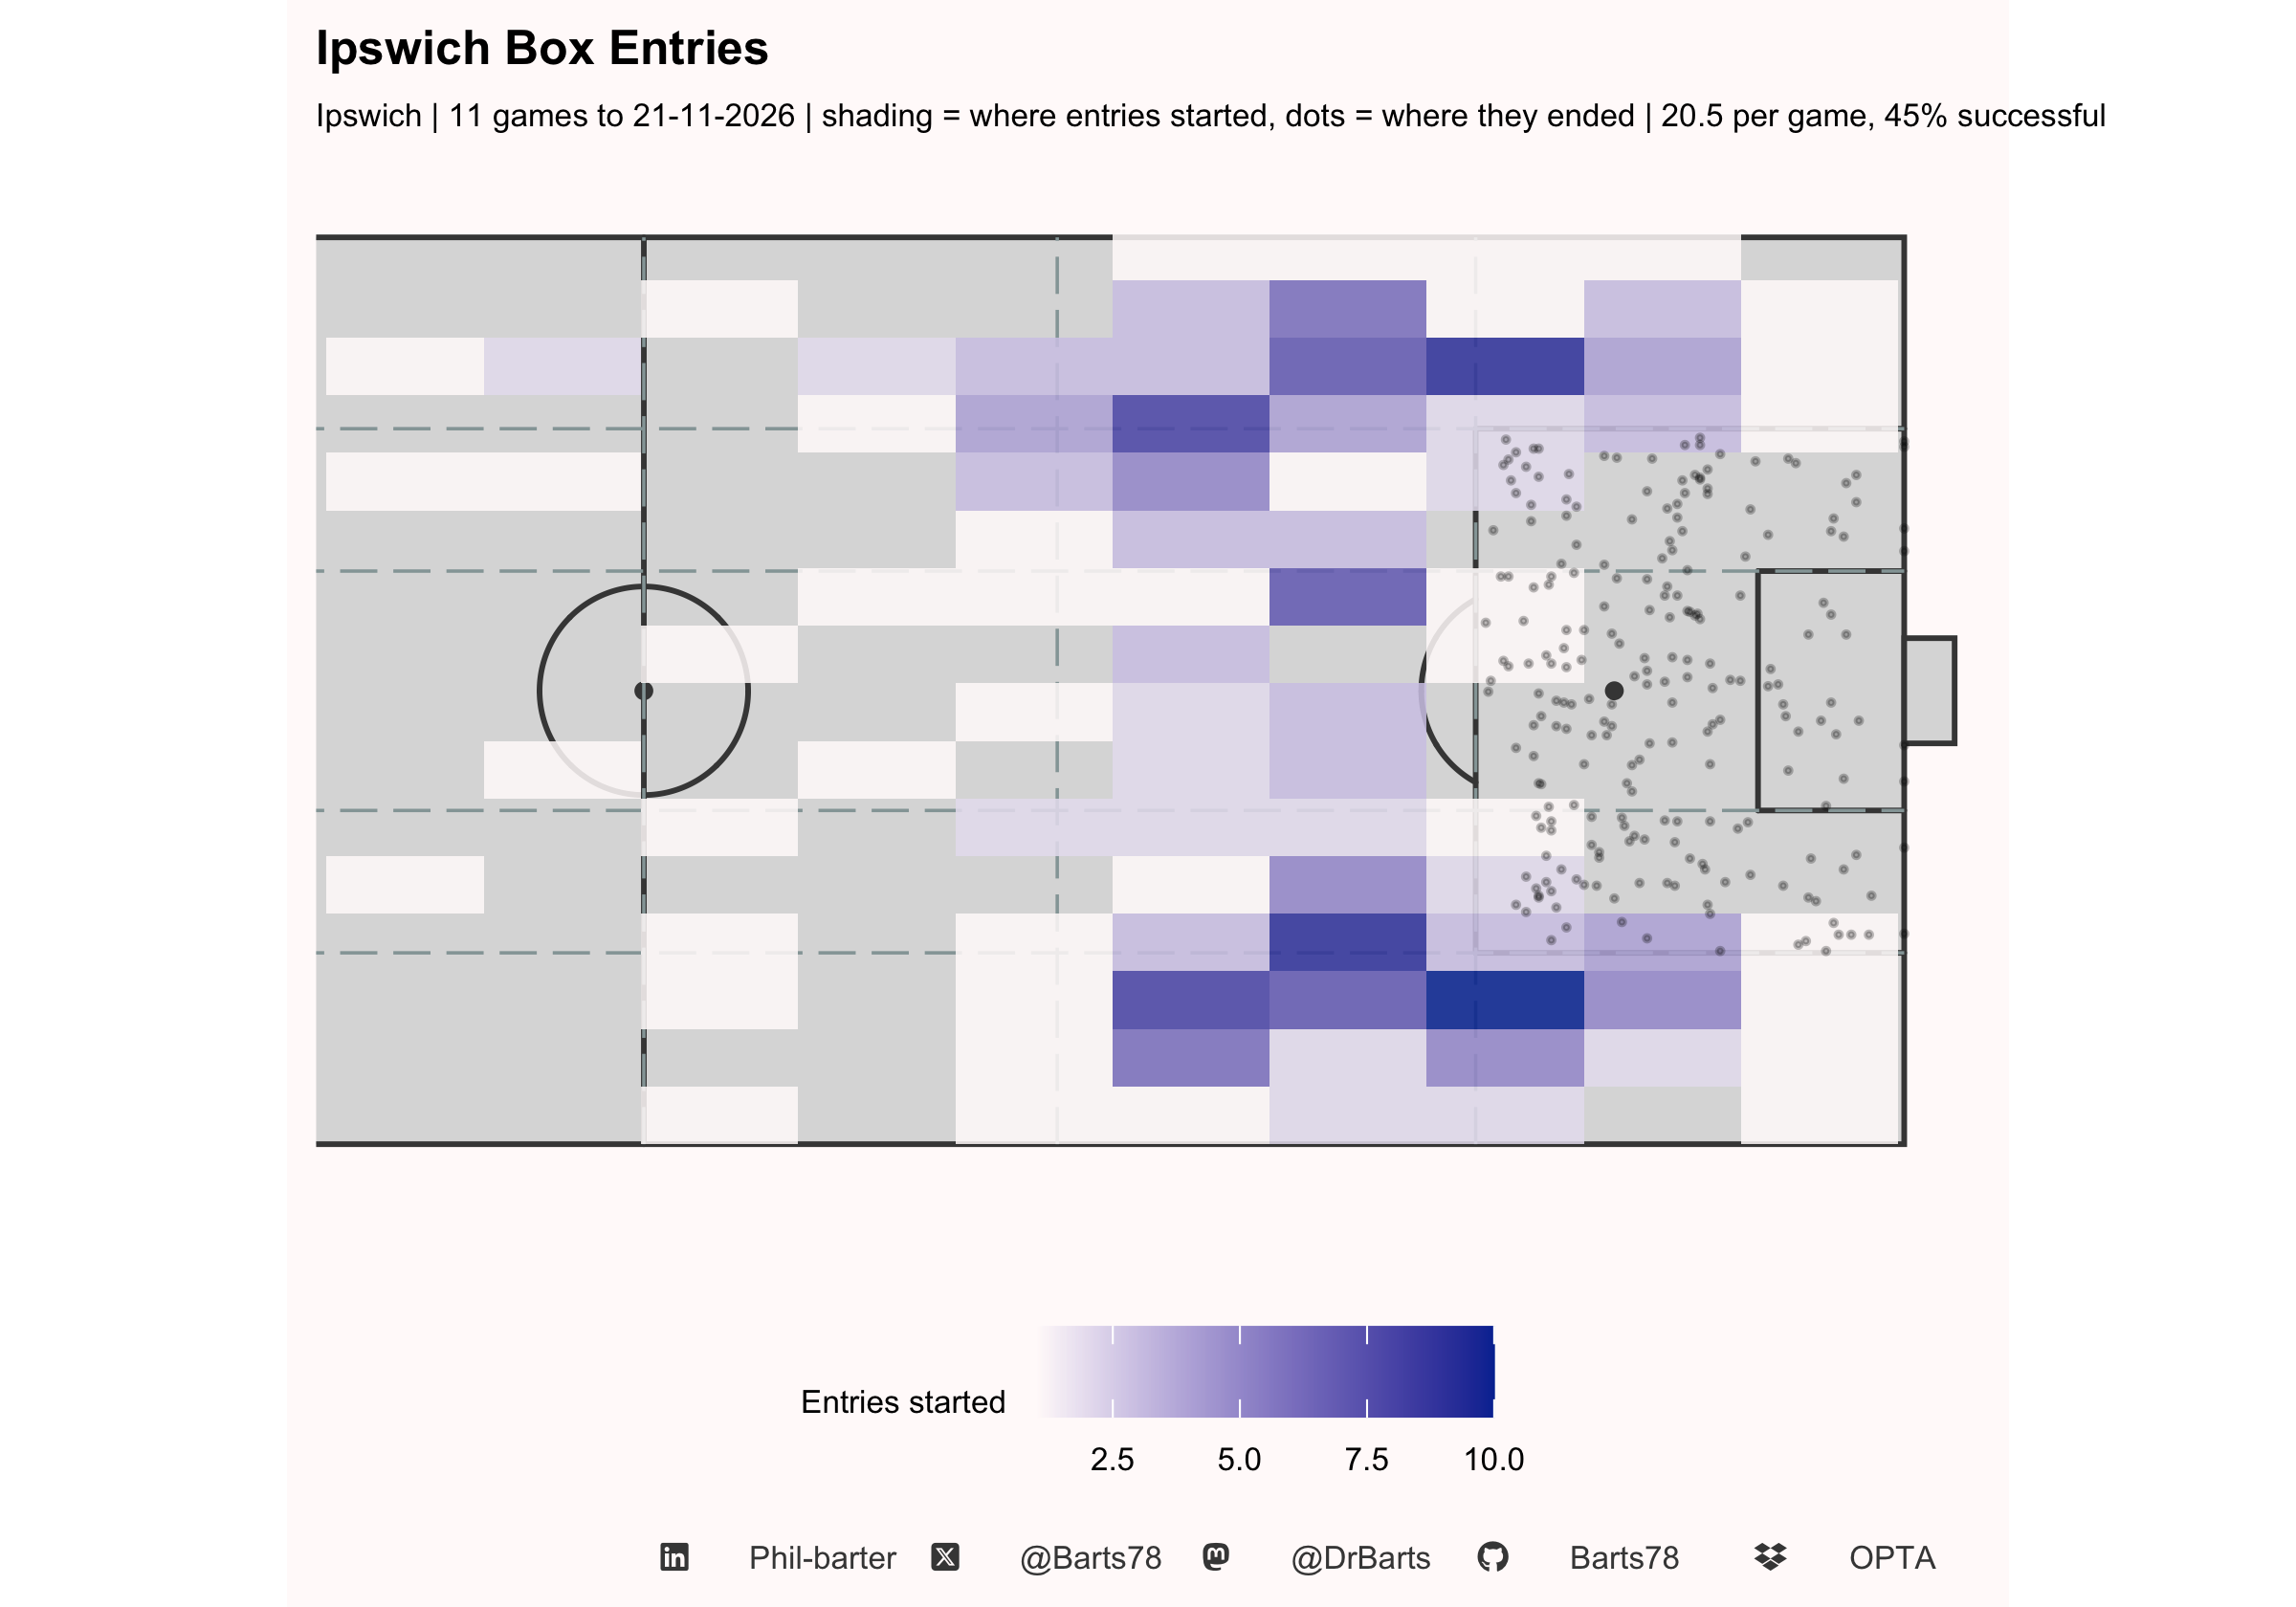 Ipswich Box Entries
Ipswich | 11 games to 21-11-2026 | shading = where entries started, dots = where they ended | 20.5 per game, 45% successful
Entries started
2.5 5.0 7.5 10.0
Phil-barter @Barts78 @DrBarts Barts78 OPTA